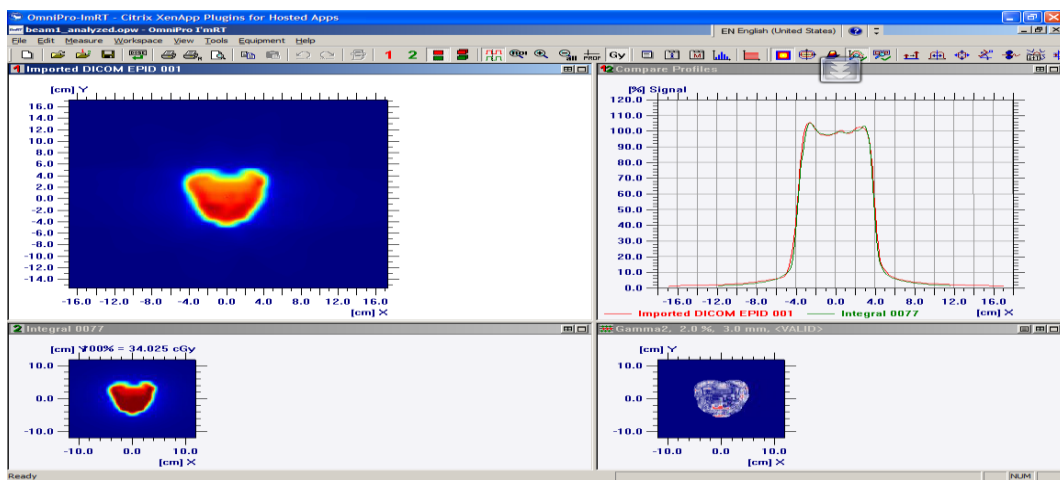 OmniPro-ImRT - Citrix XenApp Plugins for Hosted Apps
beam1_analyzed.opw - OmniPro I'mRT
EN English (United States)
File Edit Measure Workspace View Tools Equipment Help
1 2 Gy
1 Imported DICOM EPID 001
[cm] Y
16.0
14.0
12.0
10.0
8.0
6.0
4.0
2.0
0.0
-2.0
-4.0
-6.0
-8.0
-10.0
-12.0
-14.0
-16.0 -12.0 -8.0 -4.0 0.0 4.0 8.0 12.0 16.0
[cm] X
12 Compare Profiles
[%] Signal
120.0
110.0
100.0
90.0
80.0
70.0
60.0
50.0
40.0
30.0
20.0
10.0
0.0
-16.0 -12.0 -8.0 -4.0 0.0 4.0 8.0 12.0 [cm] X
Imported DICOM EPID 001 Integral 0077
2 Integral 0077
[cm] Y 100% = 34.025 cGy
10.0
0.0
-10.0
-10.0 0.0 10.0
[cm] X
Gamma2, 2.0 %, 3.0 mm, <VALID>
[cm] Y
10.0
0.0
-10.0
-10.0 0.0 10.0
[cm] X
Ready
NUM